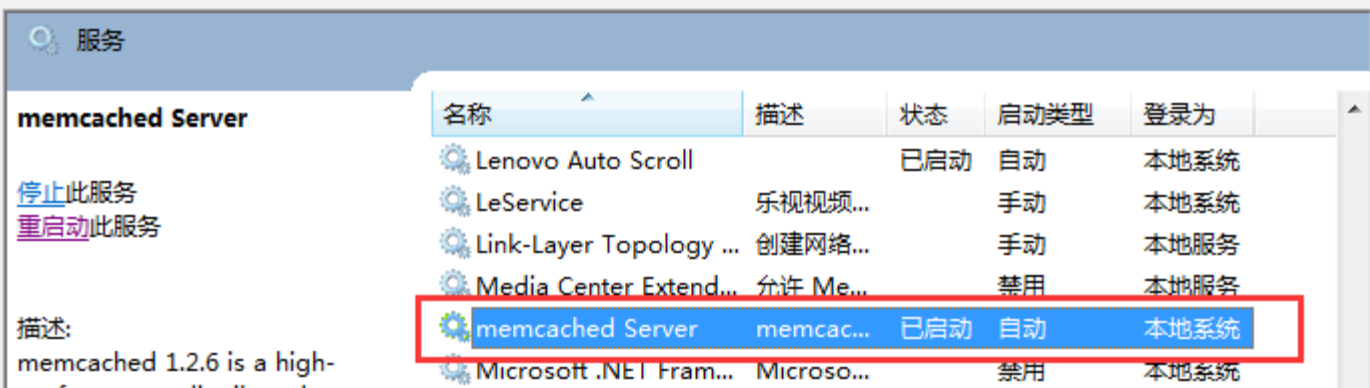 服务
memcached Server
停止此服务
重启动此服务
描述:
memcached 1.2.6 is a high-
名称 描述 状态 启动类型 登录为
Lenovo Auto Scroll 已启动 自动 本地系统
LeService 乐视视频... 手动 本地系统
Link-Layer Topology ... 创建网络... 手动 本地服务
Media Center Extend... 允许 Me... 禁用 本地服务
memcached Server memcac... 已启动 自动 本地系统
Microsoft .NET Fram... Microso... 禁用 本地系统